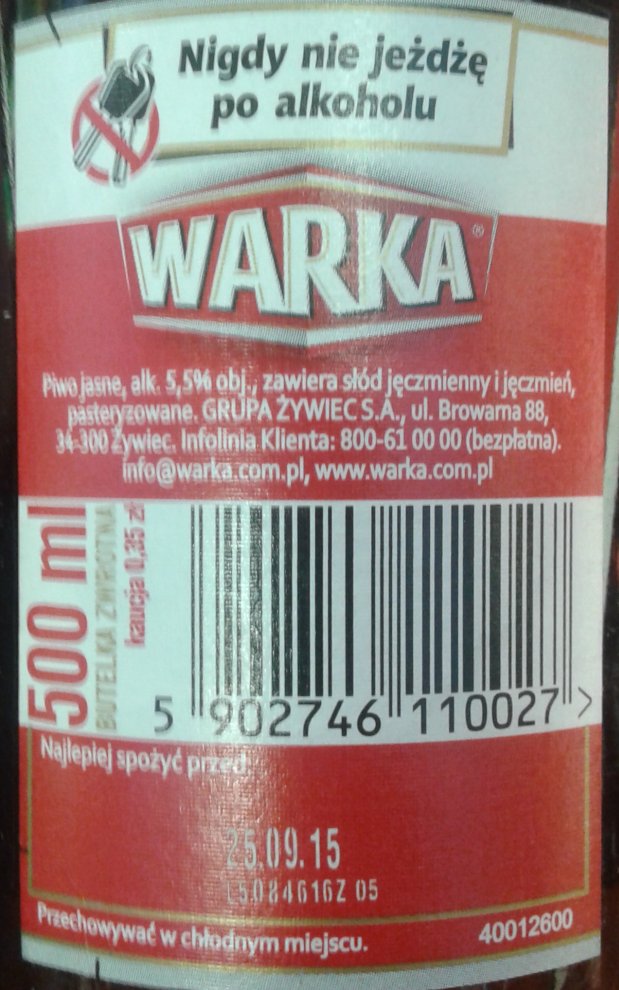 Nigdy nie jeżdżę
po alkoholu
WARKA®
Piwo jasne, alk. 5,5% obj., zawiera słód jęczmienny i jęczmień,
pasteryzowane. GRUPA ŻYWIEC S.A., ul. Browarna 88,
34-300 Żywiec. Infolinia Klienta: 800-61 00 00 (bezpłatna).
info@warka.com.pl, www.warka.com.pl
500 ml
BUTELKA ZWROTNA
kaucja 0,35 zł
5 902746 110027 >
Najlepiej spożyć przed:
25.09.15
L5084616Z 05
Przechowywać w chłodnym miejscu.
40012600